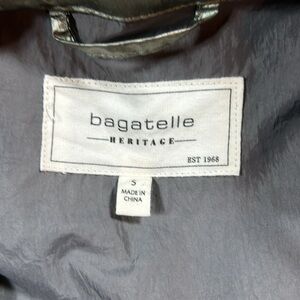 bagatelle
HERITAGE
EST 1968
S
MADE IN
CHINA